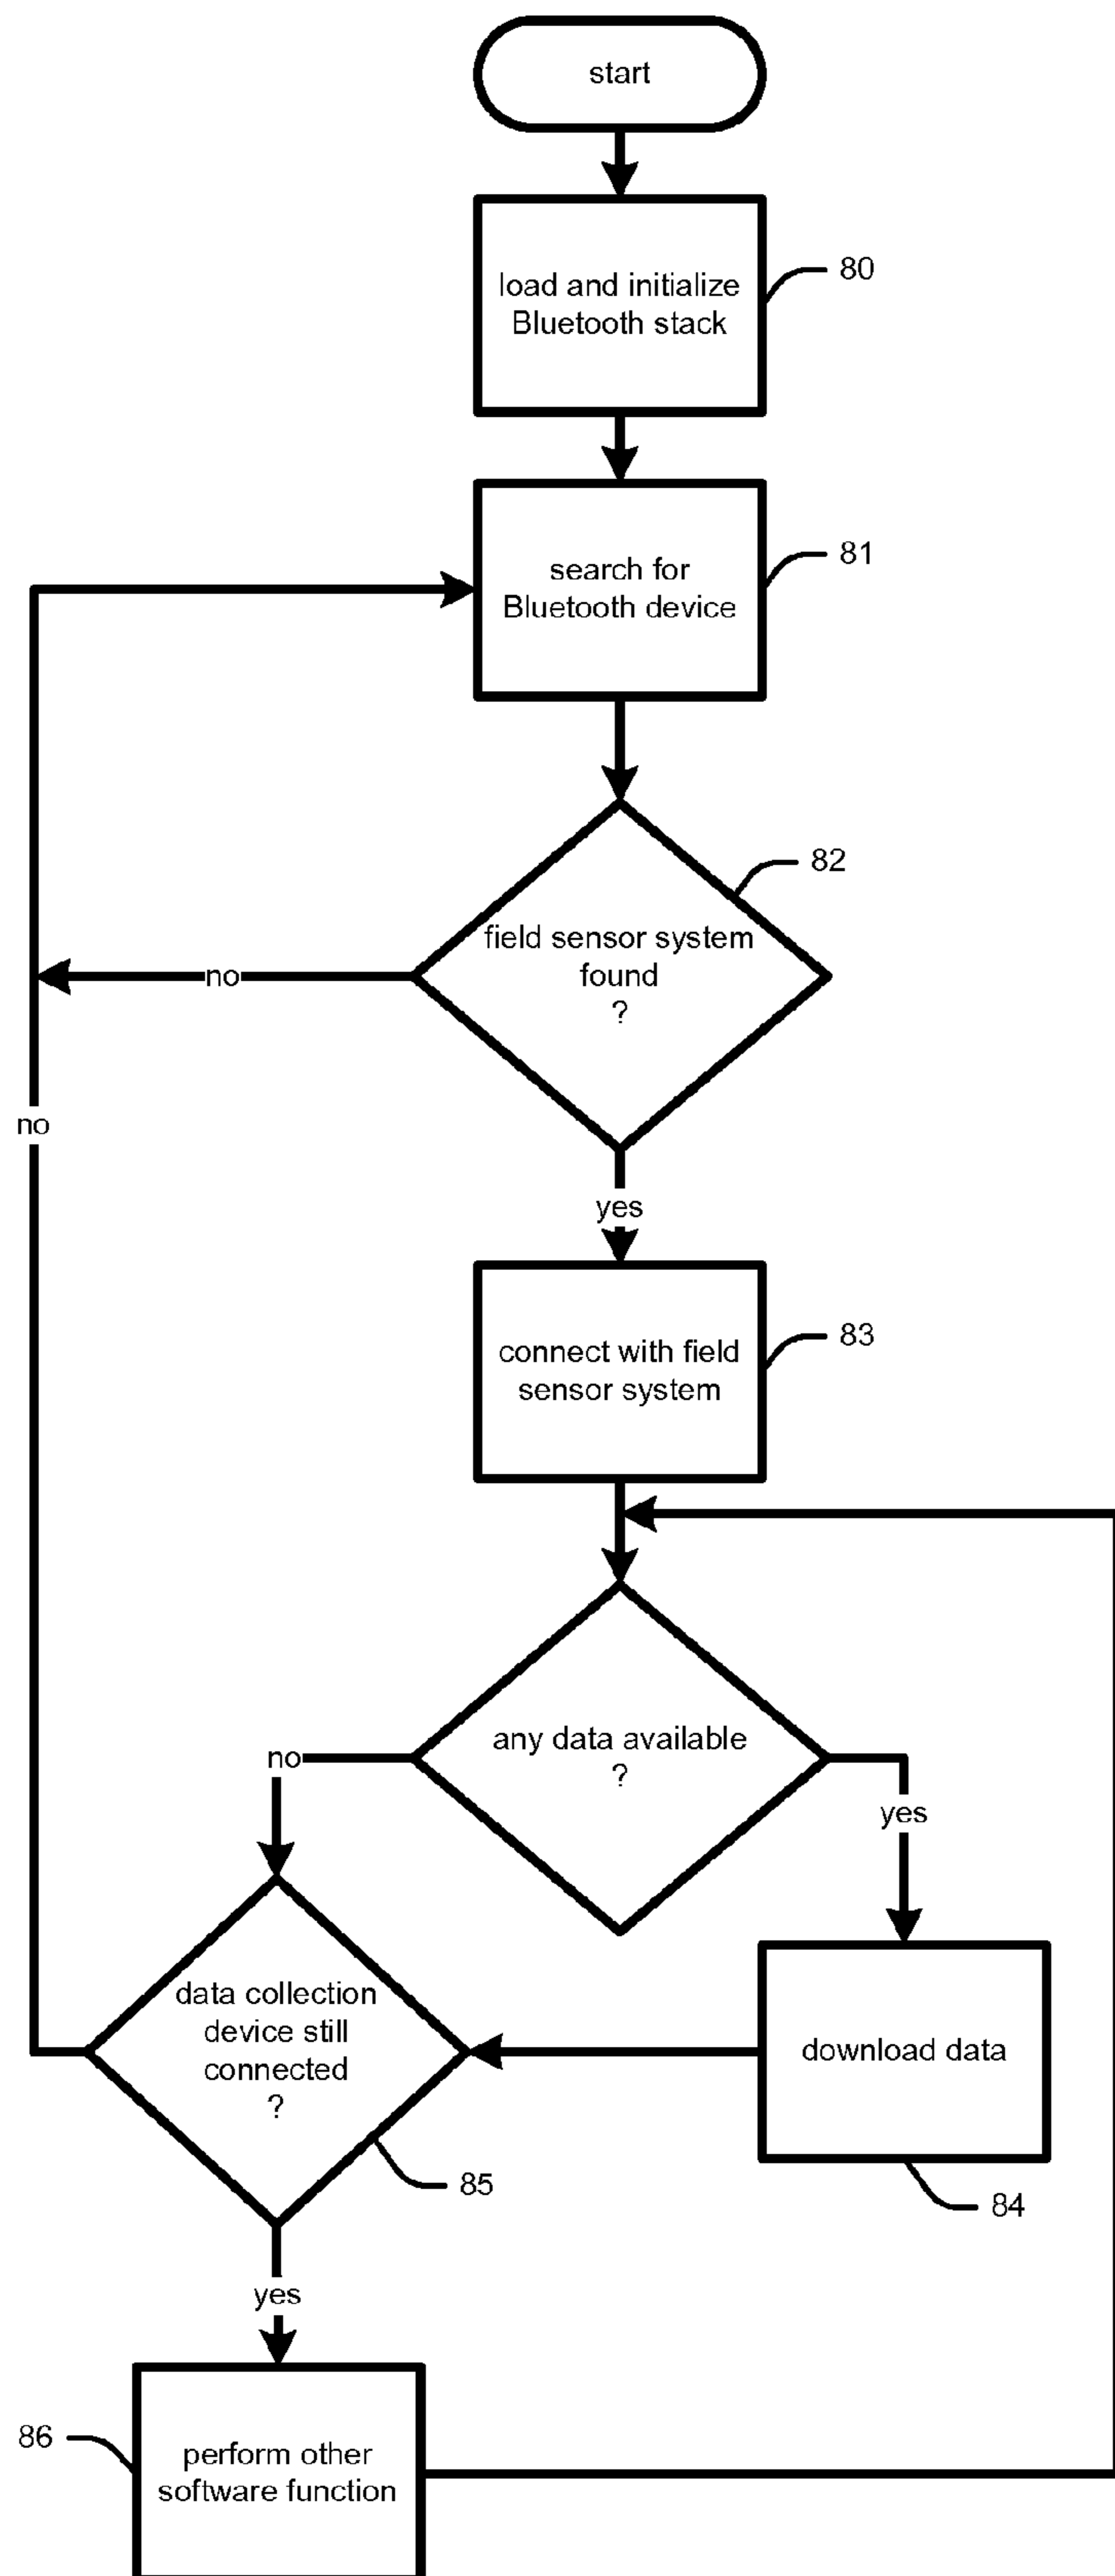 start
load and initialize
Bluetooth stack
80
search for
Bluetooth device
81
82
field sensor system
found
?
no
no
yes
connect with field
sensor system
83
any data available
?
no
yes
data collection
device still
connected
?
download data
85
84
yes
86
perform other
software function